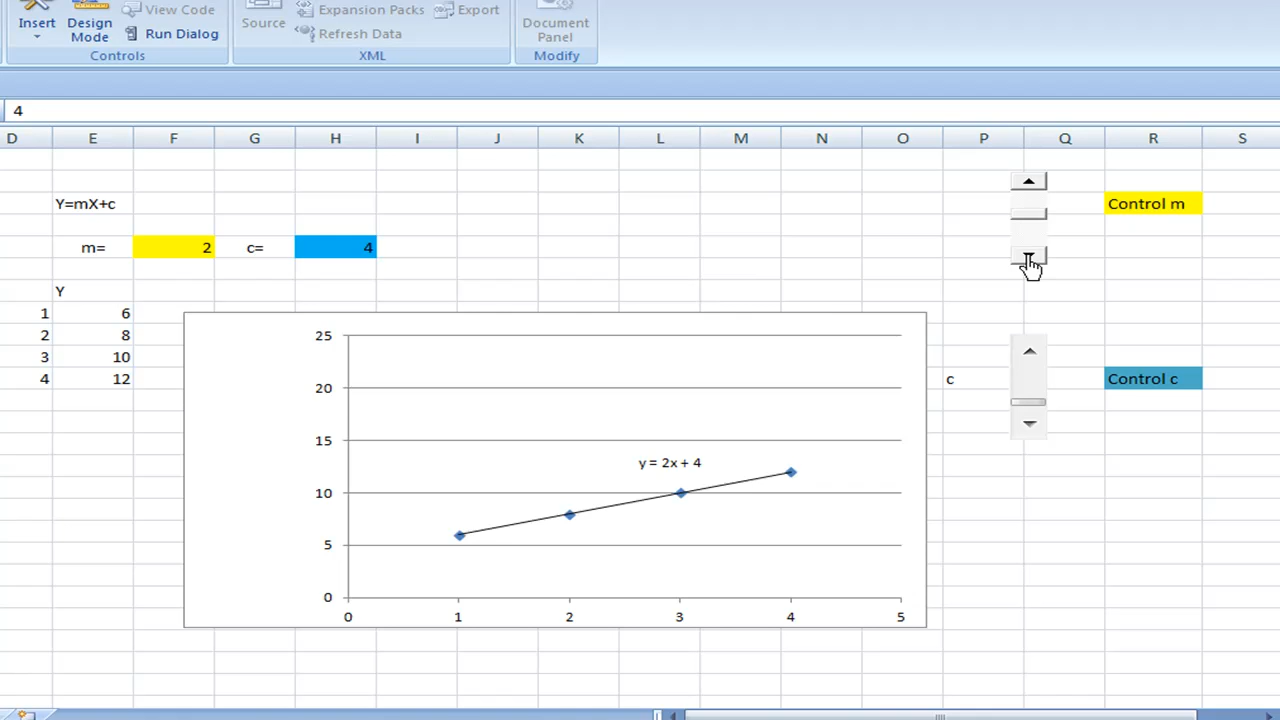 Insert
Design
Mode
View Code
Run Dialog
Controls
Source
Expansion Packs
Refresh Data
Export
XML
Document
Panel
Modify
4
D E F G H I J K L M N O P Q R S
Y=mX+c
Control m
m= 2 c= 4
Y
1 6
2 8
3 10
4 12
c
Control c
25
20
15
10
5
0
y = 2x + 4
0 1 2 3 4 5